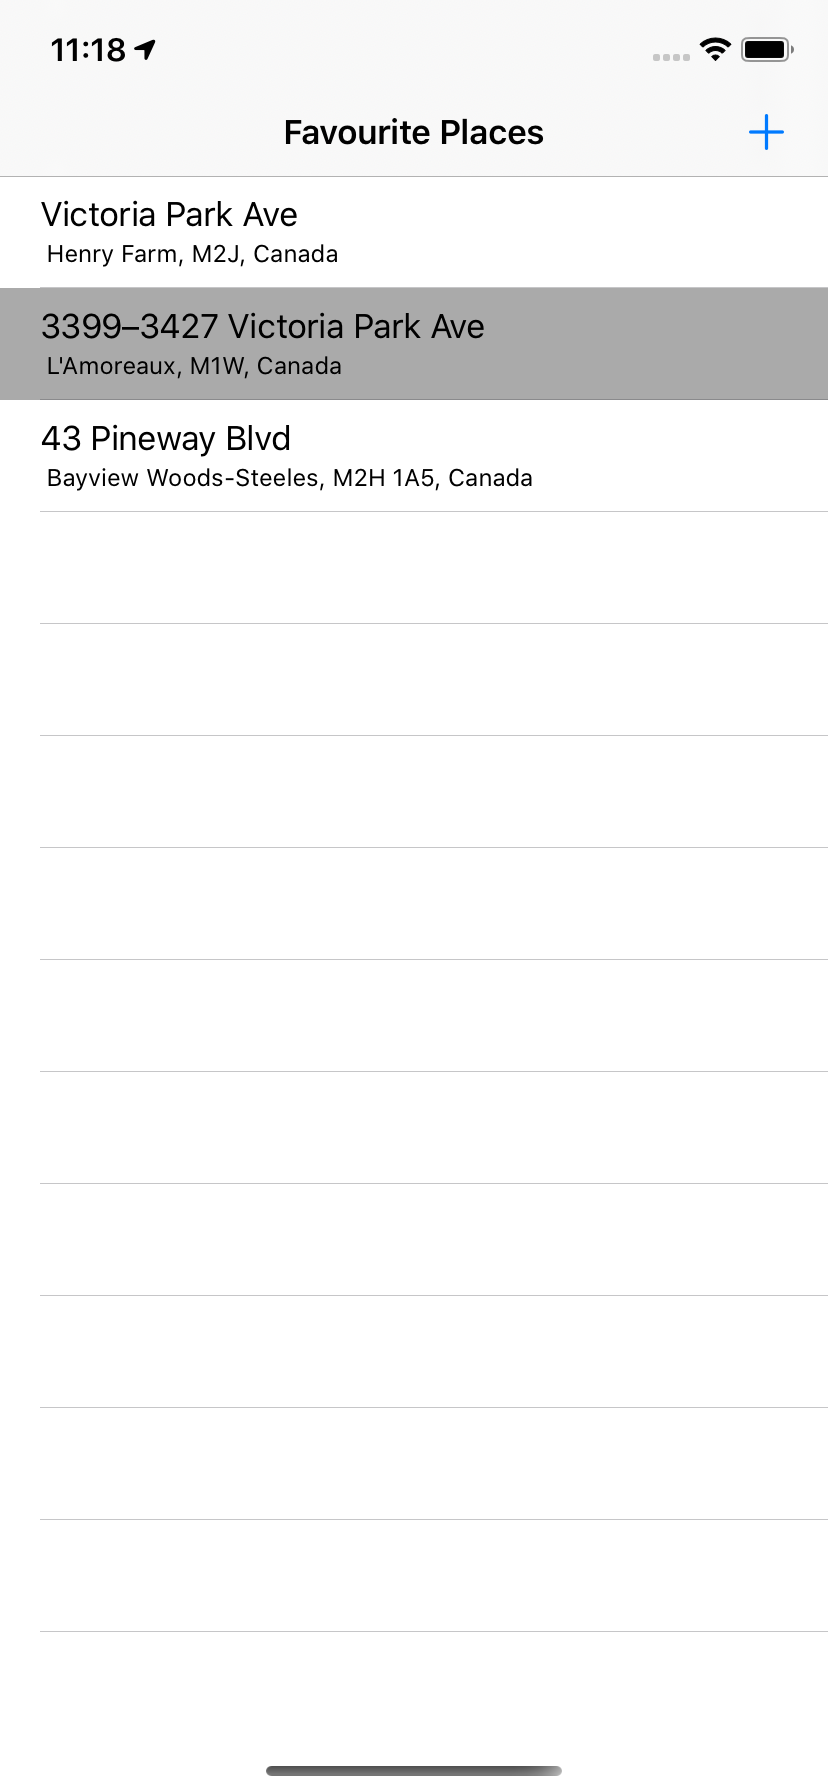 11:18
Favourite Places
Victoria Park Ave
Henry Farm, M2J, Canada
3399–3427 Victoria Park Ave
L'Amoreaux, M1W, Canada
43 Pineway Blvd
Bayview Woods-Steeles, M2H 1A5, Canada